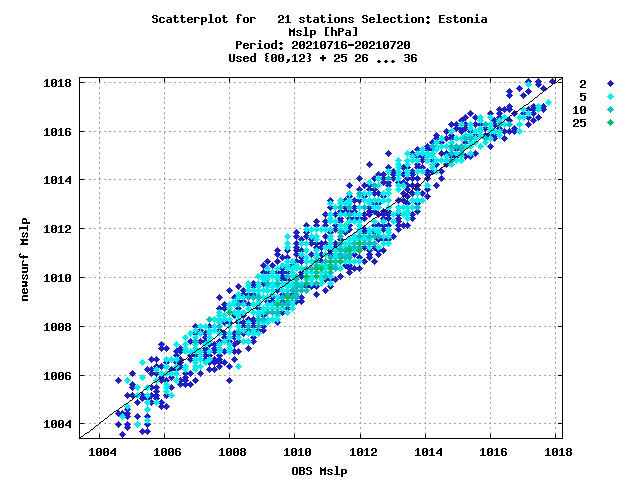 Scatterplot for   21 stations Selection: Estonia
Mslp [hPa]
Period: 20210716-20210720
Used {00,12} + 25 26 ... 36
2
5
10
25
1018
1016
1014
1012
1010
1008
1006
1004
newsurf Mslp
1004 1006 1008 1010 1012 1014 1016 1018
OBS Mslp